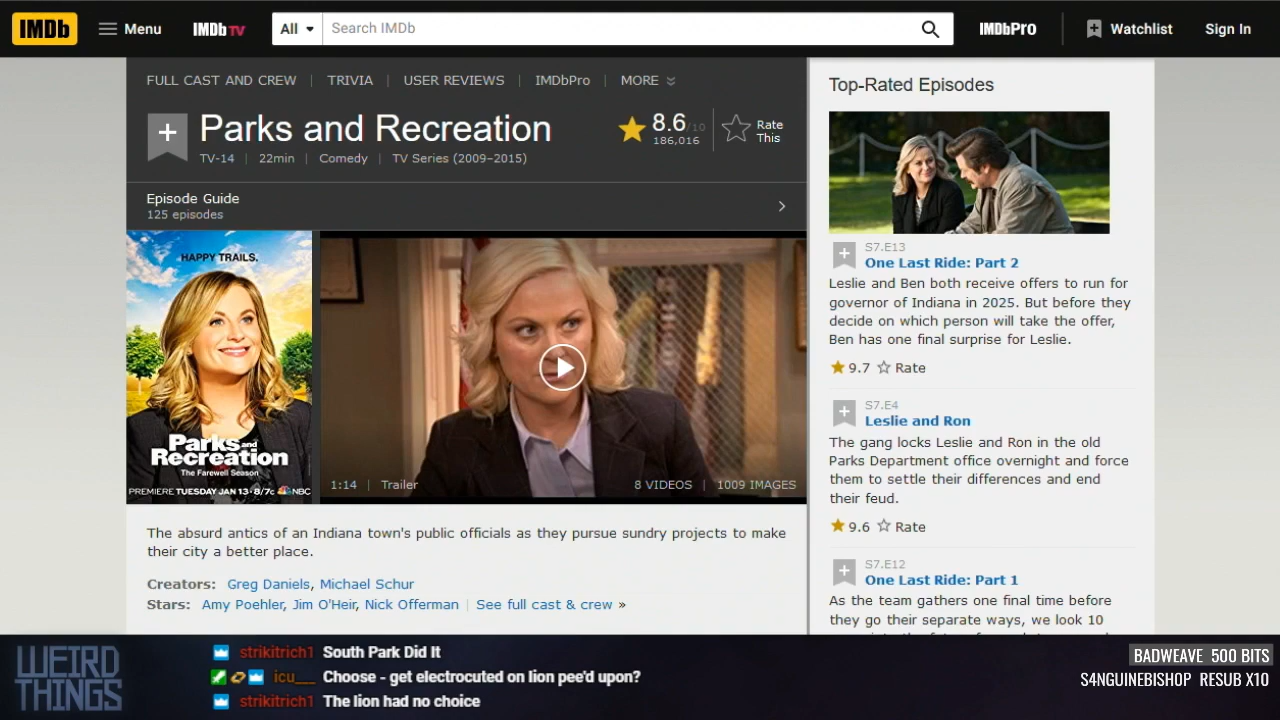 IMDb
Menu
IMDb TV
All
Search IMDb
IMDbPro
Watchlist
Sign In
FULL CAST AND CREW | TRIVIA | USER REVIEWS | IMDbPro | MORE
Parks and Recreation
8.6/10
186,016
Rate
This
TV-14 | 22min | Comedy | TV Series (2009–2015)
Episode Guide
125 episodes
HAPPY TRAILS.
Parks and
Recreation
The Farewell Season
PREMIERE TUESDAY JAN 13 • 8/7c NBC
1:14 | Trailer
8 VIDEOS | 1009 IMAGES
The absurd antics of an Indiana town's public officials as they pursue sundry projects to make
their city a better place.
Creators: Greg Daniels, Michael Schur
Stars: Amy Poehler, Jim O'Heir, Nick Offerman | See full cast & crew »
Top-Rated Episodes
S7.E13
One Last Ride: Part 2
Leslie and Ben both receive offers to run for
governor of Indiana in 2025. But before they
decide on which person will take the offer,
Ben has one final surprise for Leslie.
9.7 Rate
S7.E4
Leslie and Ron
The gang locks Leslie and Ron in the old
Parks Department office overnight and force
them to settle their differences and end
their feud.
9.6 Rate
S7.E12
One Last Ride: Part 1
As the team gathers one final time before
they go their separate ways, we look 10
WEIRD
THINGS
strikitrich1 South Park Did It
icu__ Choose - get electrocuted on lion pee'd upon?
strikitrich1 The lion had no choice
BADWEAVE 500 BITS
S4NGUINEBISHOP RESUB X10